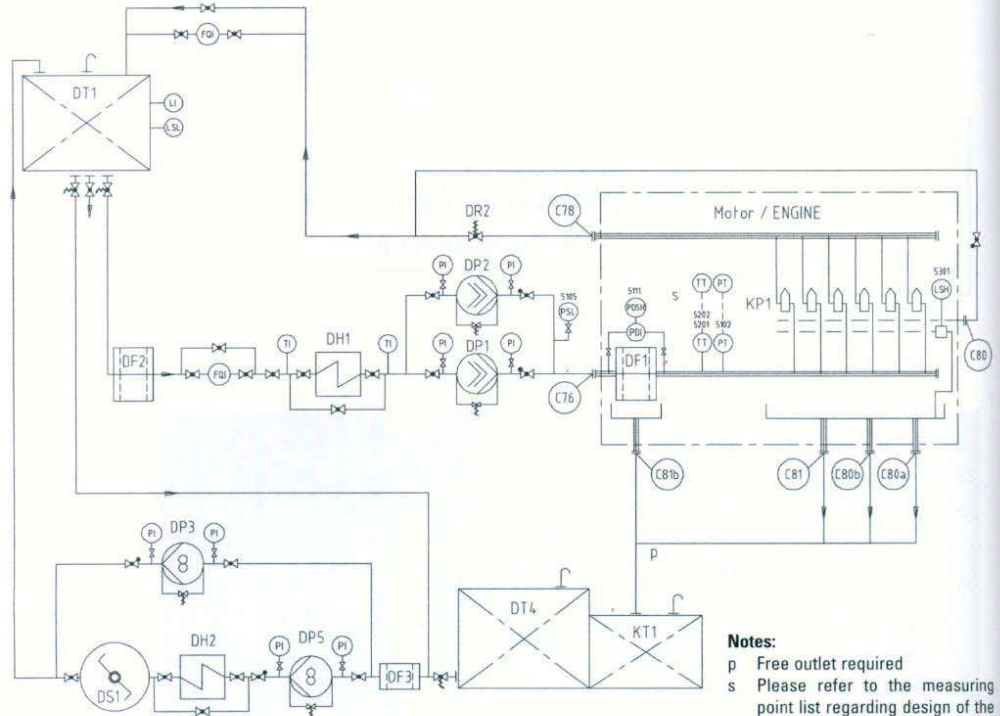 FQI
DT1
LI
LSL
DR2
C78
Motor / ENGINE
PI
DP2
PI
5105
PSL
5111
PDSH
PDI
s
TT
PT
5202
5201
5102
TT
PT
KP1
5301
LSH
C80
DF2
FQI
TI
DH1
TI
PI
DP1
PI
C76
DF1
C81b
C81
C80b
C80a
p
PI
DP3
PI
8
DT4
KT1
DS1
DH2
PI
DP5
PI
8
DF3
Notes:
p Free outlet required
s Please refer to the measuring
point list regarding design of the